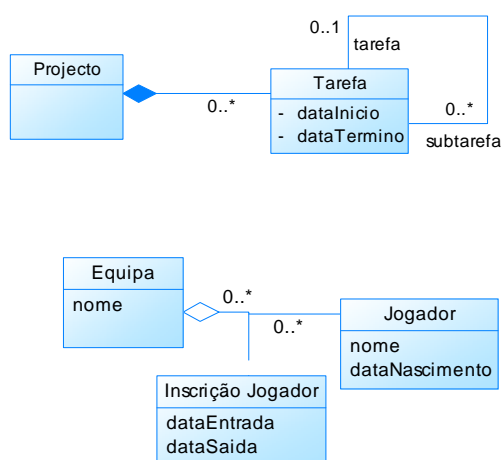 0..1
tarefa
Projecto
Tarefa
0..*
- dataInicio
- dataTermino
0..*
subtarefa
Equipa
nome
0..*
0..*
Jogador
nome
dataNascimento
Inscrição Jogador
dataEntrada
dataSaida